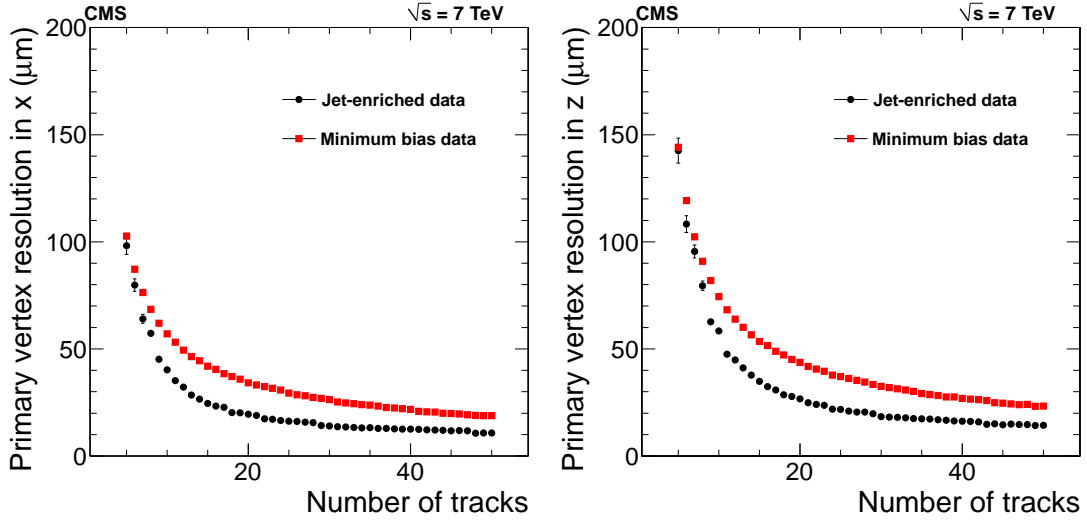 CMS
√s = 7 TeV
Primary vertex resolution in x (μm)
200
150
100
50
0
Jet-enriched data
Minimum bias data
20
40
Number of tracks
CMS
√s = 7 TeV
Primary vertex resolution in z (μm)
200
150
100
50
0
Jet-enriched data
Minimum bias data
20
40
Number of tracks